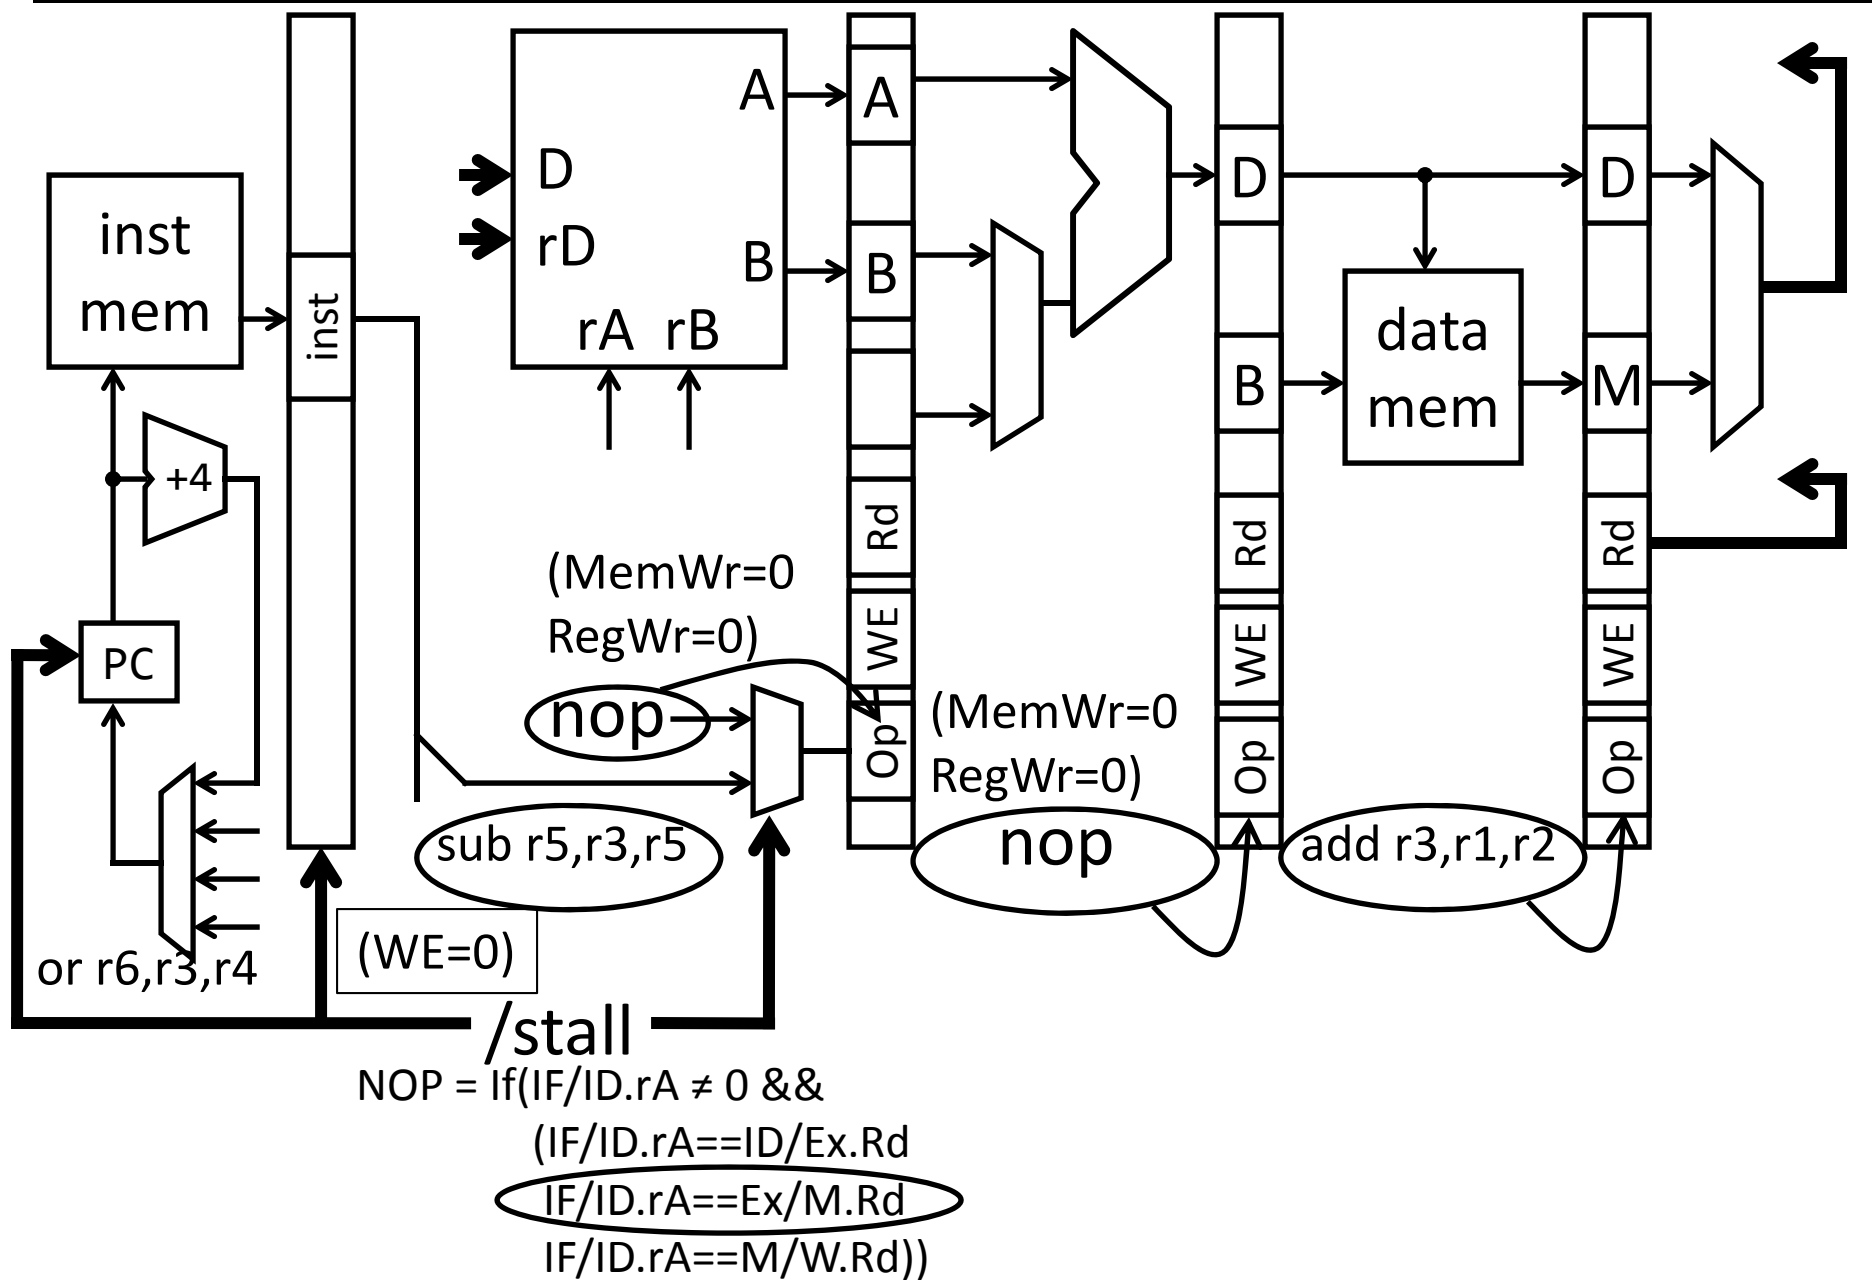 inst
mem
+4
PC
or r6,r3,r4
inst
D
rD
A
B
rA rB
(MemWr=0
RegWr=0)
nop
sub r5,r3,r5
(WE=0)
/stall
NOP = If(IF/ID.rA ≠ 0 &&
(IF/ID.rA==ID/Ex.Rd
IF/ID.rA==Ex/M.Rd
IF/ID.rA==M/W.Rd))
A
B
Rd
WE
Op
(MemWr=0
RegWr=0)
nop
D
B
Rd
WE
Op
data
mem
add r3,r1,r2
D
M
Rd
WE
Op